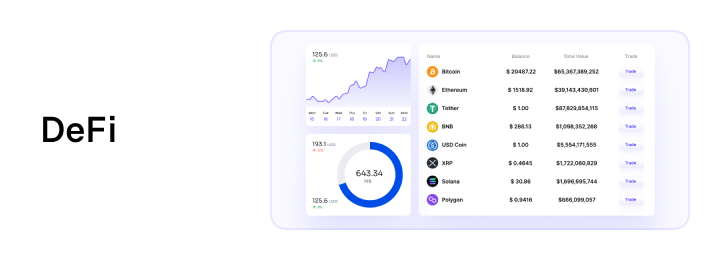 DeFi
125.6 USD
Mon Tue Wed Thu Fri Sat Sun Mon
15 16 17 18 19 20 21 22
193.1 USD
643.34
MB
125.6 USD
Name Balance Total Value Trade
Bitcoin $ 20487.22 $65,367,389,252 Trade
Ethereum $ 1518.92 $39,143,430,601 Trade
Tether $ 1.00 $87,829,854,115 Trade
BNB $ 286.13 $1,098,352,268 Trade
USD Coin $ 1.00 $5,554,171,555 Trade
XRP $ 0.4645 $1,722,060,829 Trade
Solana $ 30.86 $1,696,695,744 Trade
Polygon $ 0.9416 $666,099,057 Trade